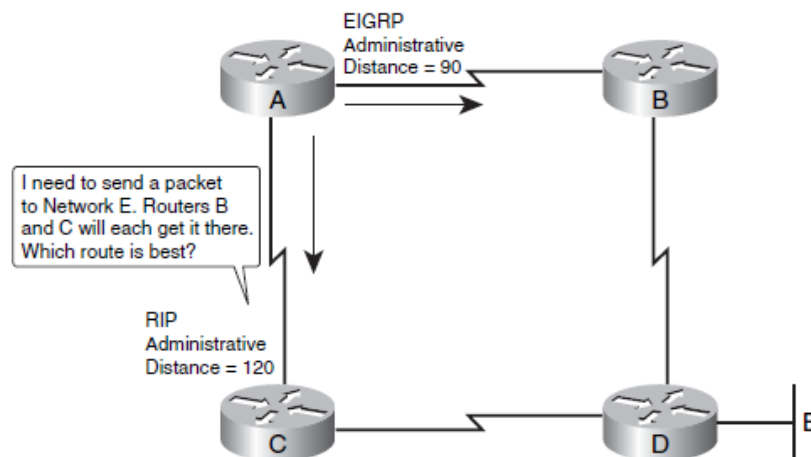 EIGRP
Administrative
Distance = 90
A
B
I need to send a packet
to Network E. Routers B
and C will each get it there.
Which route is best?
RIP
Administrative
Distance = 120
C
D
E